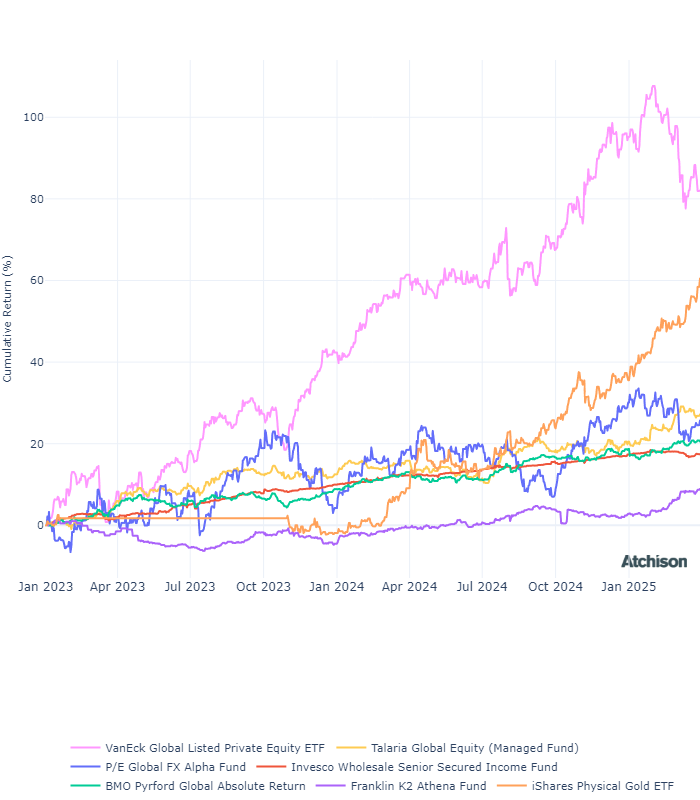 100
80
60
40
20
0
Cumulative Return (%)
Atchison
Jan 2023 Apr 2023 Jul 2023 Oct 2023 Jan 2024 Apr 2024 Jul 2024 Oct 2024 Jan 2025
VanEck Global Listed Private Equity ETF Talaria Global Equity (Managed Fund)
P/E Global FX Alpha Fund Invesco Wholesale Senior Secured Income Fund
BMO Pyrford Global Absolute Return Franklin K2 Athena Fund iShares Physical Gold ETF